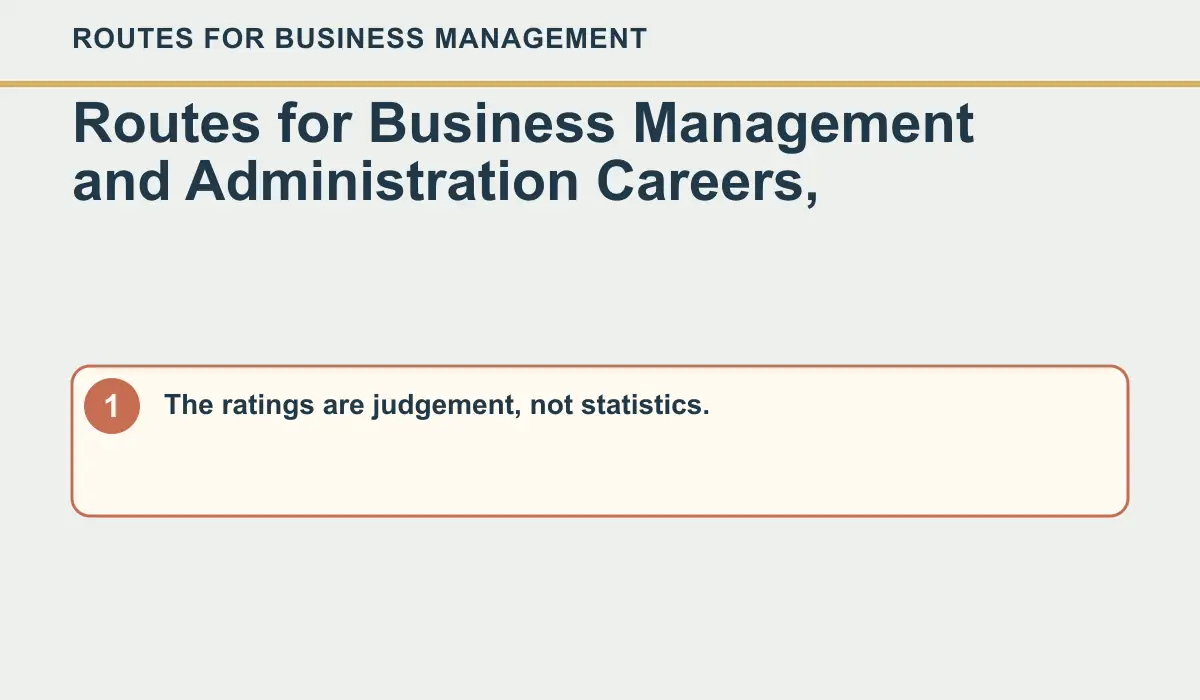 ROUTES FOR BUSINESS MANAGEMENT
Routes for Business Management
and Administration Careers,
1 The ratings are judgement, not statistics.